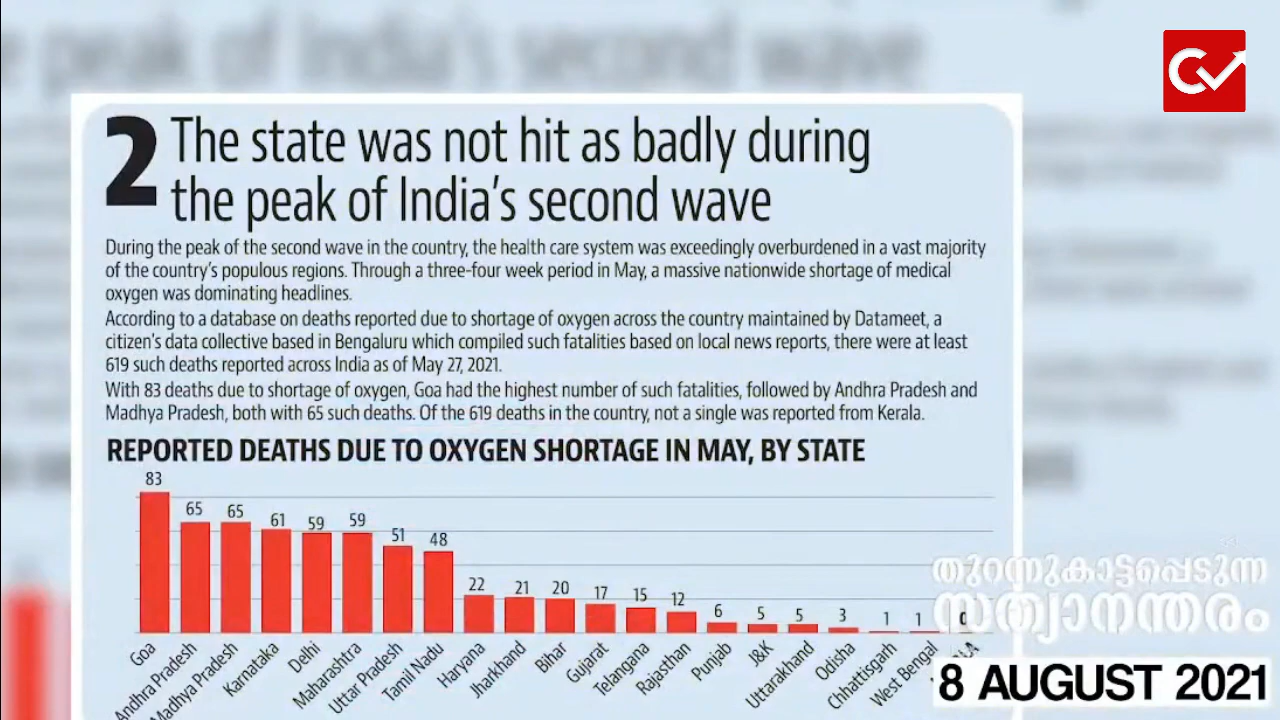 peak of India's second wave
2 The state was not hit as badly during
the peak of India's second wave
During the peak of the second wave in the country, the health care system was exceedingly overburdened in a vast majority
of the country's populous regions. Through a three-four week period in May, a massive nationwide shortage of medical
oxygen was dominating headlines.
According to a database on deaths reported due to shortage of oxygen across the country maintained by Datameet, a
citizen's data collective based in Bengaluru which compiled such fatalities based on local news reports, there were at least
619 such deaths reported across India as of May 27, 2021.
With 83 deaths due to shortage of oxygen, Goa had the highest number of such fatalities, followed by Andhra Pradesh and
Madhya Pradesh, both with 65 such deaths. Of the 619 deaths in the country, not a single was reported from Kerala.
REPORTED DEATHS DUE TO OXYGEN SHORTAGE IN MAY, BY STATE
83 65 65 61 59 59 51 48 22 21 20 17 15 12 6 5 5 3 1 1 0
Goa Andhra Pradesh Madhya Pradesh Karnataka Delhi Maharashtra Uttar Pradesh Tamil Nadu Haryana Jharkhand Bihar Gujarat Telangana Rajasthan Punjab J&K Uttarakhand Odisha Chhattisgarh West Bengal
തുറന്നുകാട്ടപ്പെടുന്ന
സത്യാനന്തരം
8 AUGUST 2021